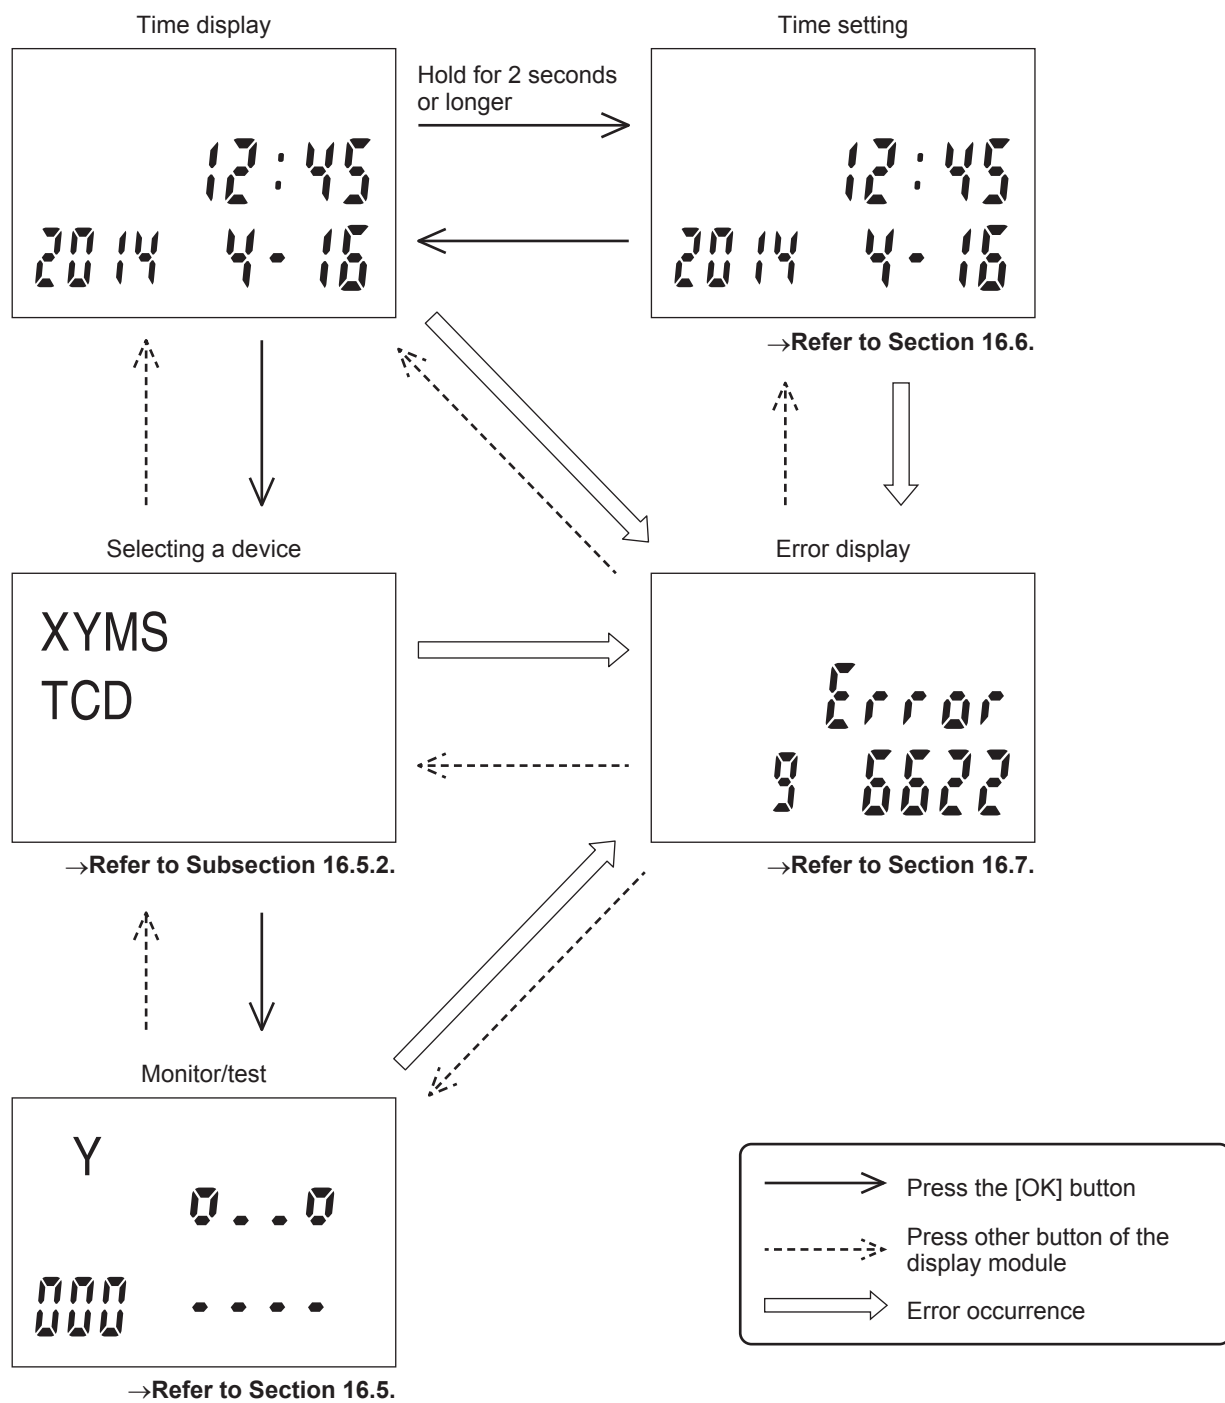 Time display
Time setting
Hold for 2 seconds
or longer
12:45
2014 4-16
12:45
2014 4-16
→Refer to Section 16.6.
Selecting a device
Error display
XYMS
TCD
Error
9 6622
→Refer to Subsection 16.5.2.
→Refer to Section 16.7.
Monitor/test
Y
o__o
000 ----
→Refer to Section 16.5.
Press the [OK] button
Press other button of the
display module
Error occurrence